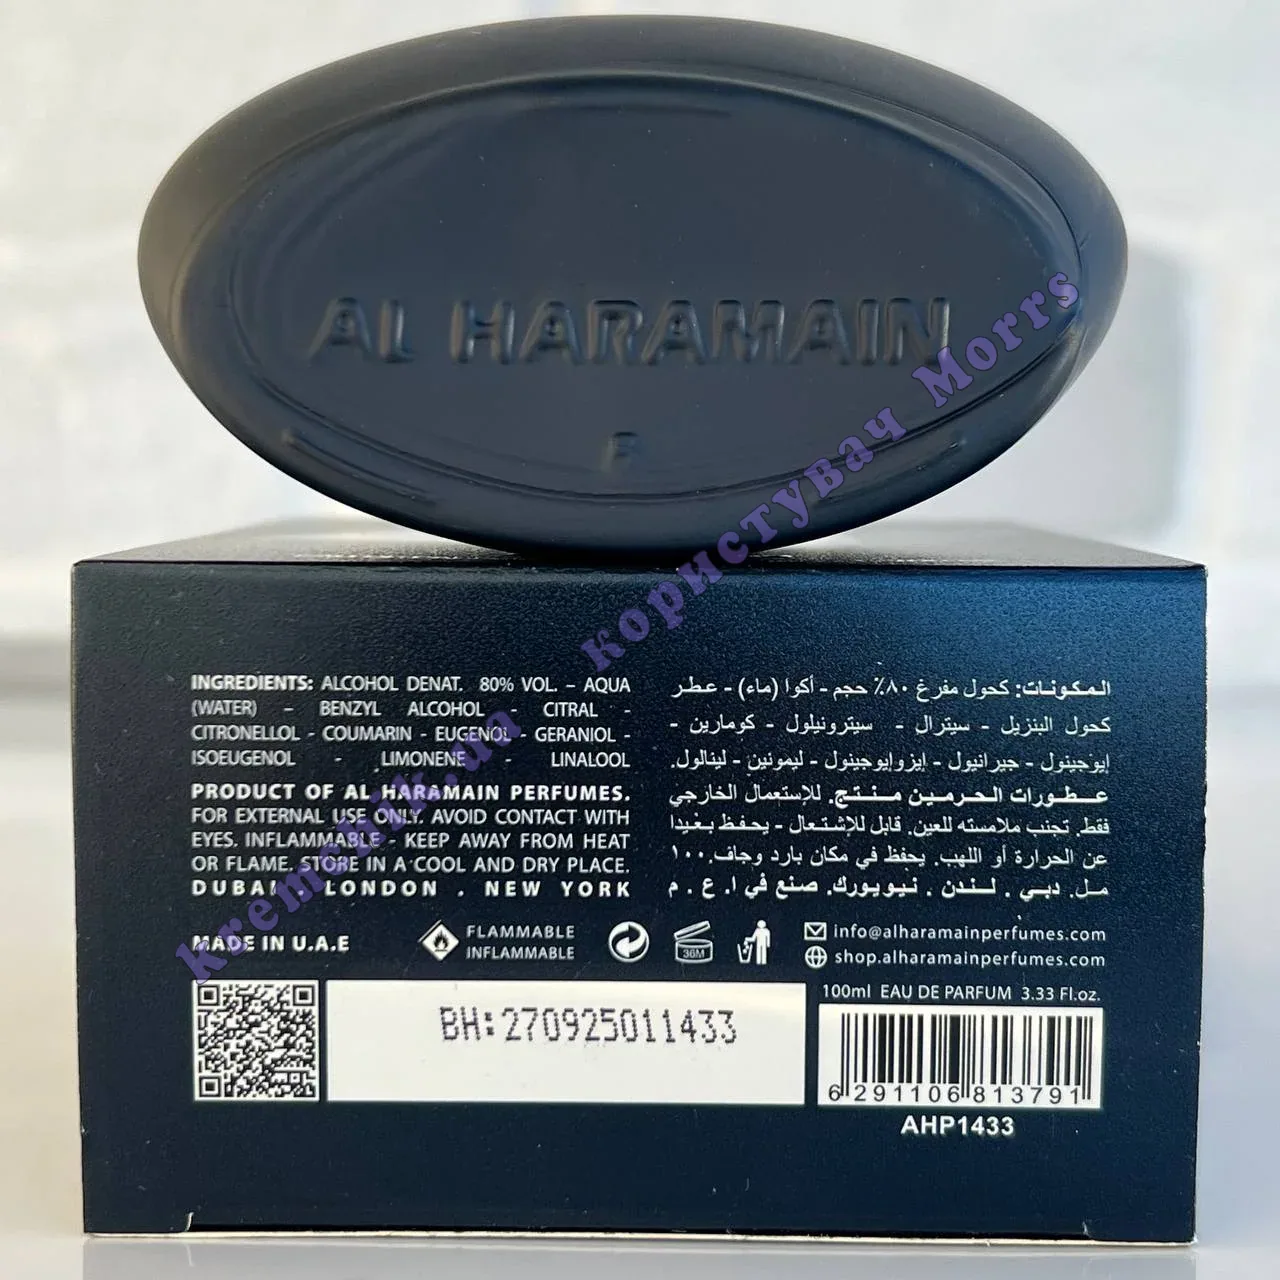 AL HARAMAIN
kremenik.ua користувач Morrs
INGREDIENTS: ALCOHOL DENAT. 80% VOL. – AQUA
(WATER) – BENZYL ALCOHOL - CITRAL -
CITRONELLOL - COUMARIN - EUGENOL - GERANIOL -
ISOEUGENOL - LIMONENE - LINALOOL
PRODUCT OF AL HARAMAIN PERFUMES.
FOR EXTERNAL USE ONLY. AVOID CONTACT WITH
EYES. INFLAMMABLE - KEEP AWAY FROM HEAT
OR FLAME. STORE IN A COOL AND DRY PLACE.
DUBAI . LONDON . NEW YORK
المكونات: كحول مفرغ ٨٠٪ حجم - أكوا (ماء) - عطر
كحول البنزيل - سيترال - سيترونيلول - كومارين -
إيوجينول - جيرانيول - إيزوإيوجينول - ليمونين - لينالول.
عطورات الحرمين منتج. للإستعمال الخارجي
فقط. تجنب ملامسته للعين. قابل للإشتعال - يحفظ بعيدا
عن الحرارة أو اللهب. يحفظ في مكان بارد وجاف. ١٠٠
مل. دبي. لندن. نيويورك. صنع في ا. ع. م
MADE IN U.A.E
FLAMMABLE
INFLAMMABLE
36M
info@alharamainperfumes.com
shop.alharamainperfumes.com
100ml EAU DE PARFUM 3.33 Fl.oz.
BH:270925011433
6 291106 813791
AHP1433